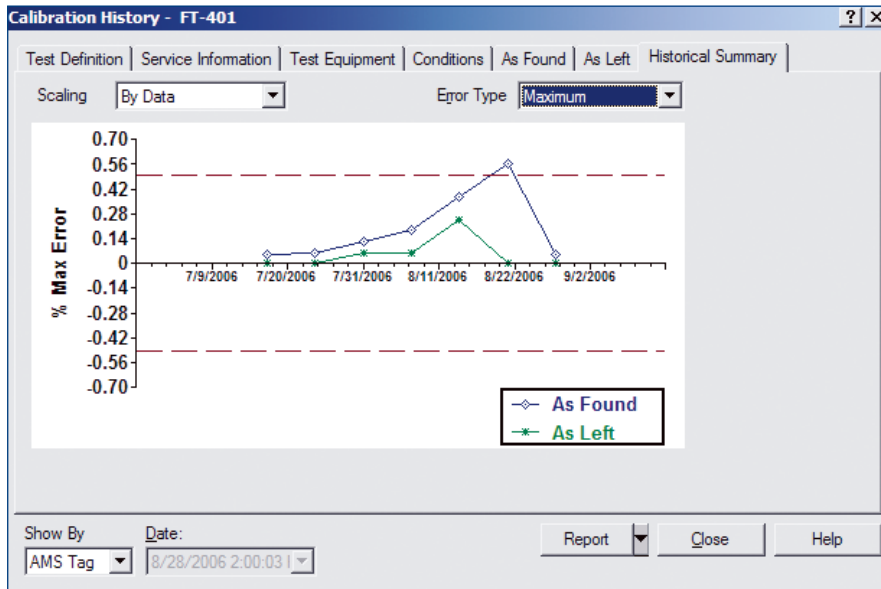 Calibration History - FT-401
Test Definition Service Information Test Equipment Conditions As Found As Left Historical Summary
Scaling By Data Error Type Maximum
% Max Error
0.70
0.56
0.42
0.28
0.14
0
-0.14
-0.28
-0.42
-0.56
-0.70
7/9/2006 7/20/2006 7/31/2006 8/11/2006 8/22/2006 9/2/2006
As Found
As Left
Show By Date:
AMS Tag 8/28/2006 2:00:03
Report Close Help